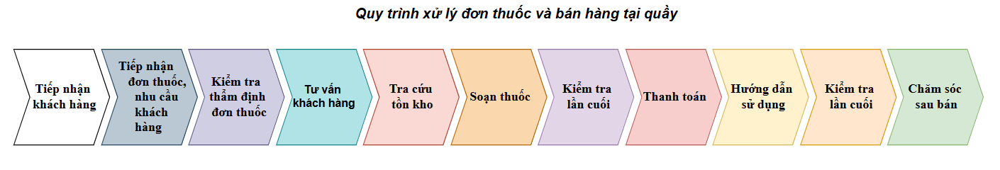 Quy trình xử lý đơn thuốc và bán hàng tại quầy
Tiếp nhận
khách hàng
Tiếp nhận
đơn thuốc,
nhu cầu
khách
hàng
Kiểm tra
thẩm định
đơn thuốc
Tư vấn
khách hàng
Tra cứu
tồn kho
Soạn thuốc
Kiểm tra
lần cuối
Thanh toán
Hướng dẫn
sử dụng
Kiểm tra
lần cuối
Chăm sóc
sau bán